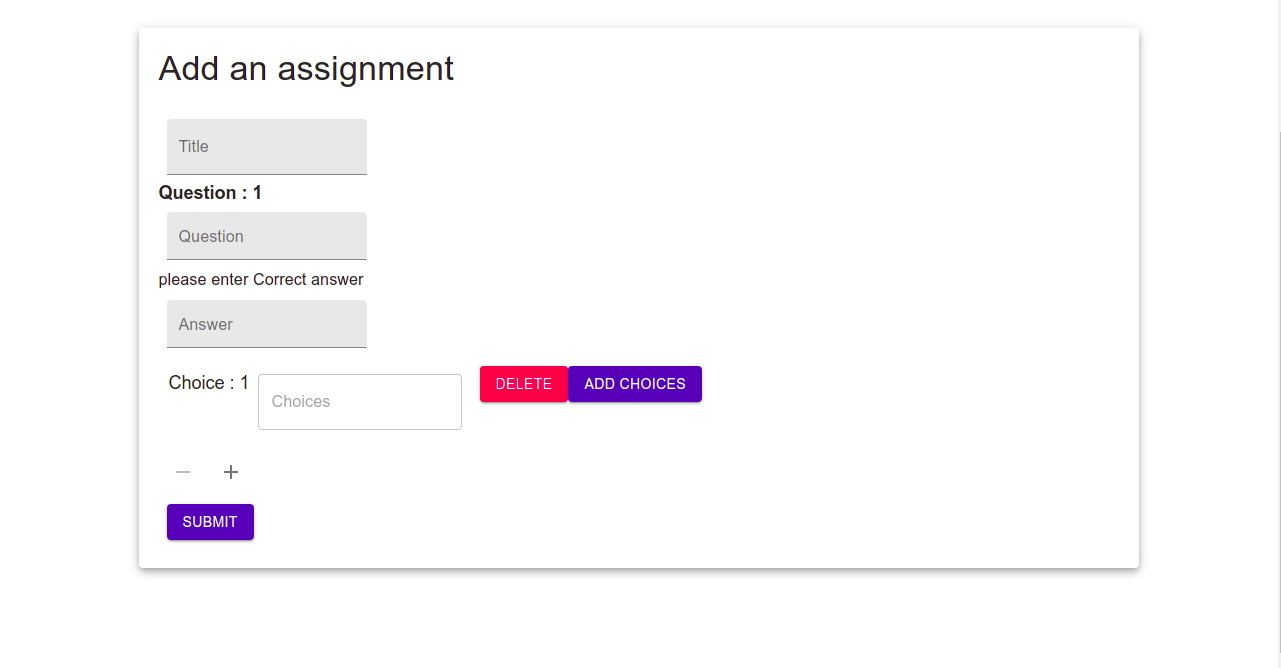 Add an assignment
Title
Question : 1
Question
please enter Correct answer
Answer
Choice : 1 Choices DELETE ADD CHOICES
SUBMIT